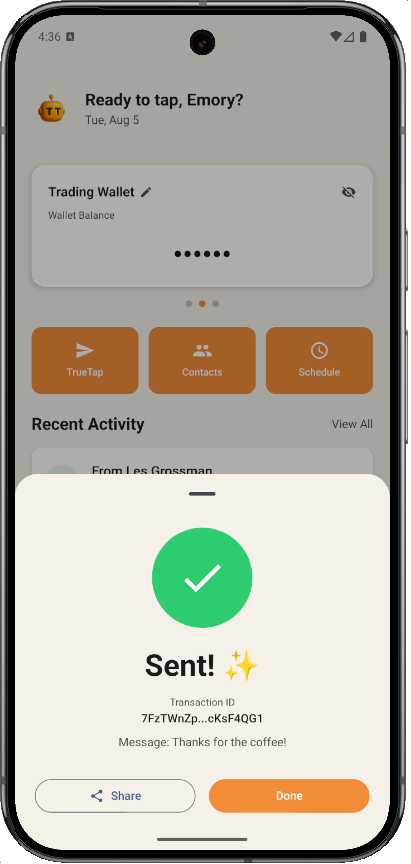 4:36 A
TT
Ready to tap, Emory?
Tue, Aug 5
Trading Wallet
Wallet Balance
••••••
TrueTap
Contacts
Schedule
Recent Activity
View All
From Les Grossman
Sent! ✨
Transaction ID
7FzTWnZp...cKsF4QG1
Message: Thanks for the coffee!
Share
Done